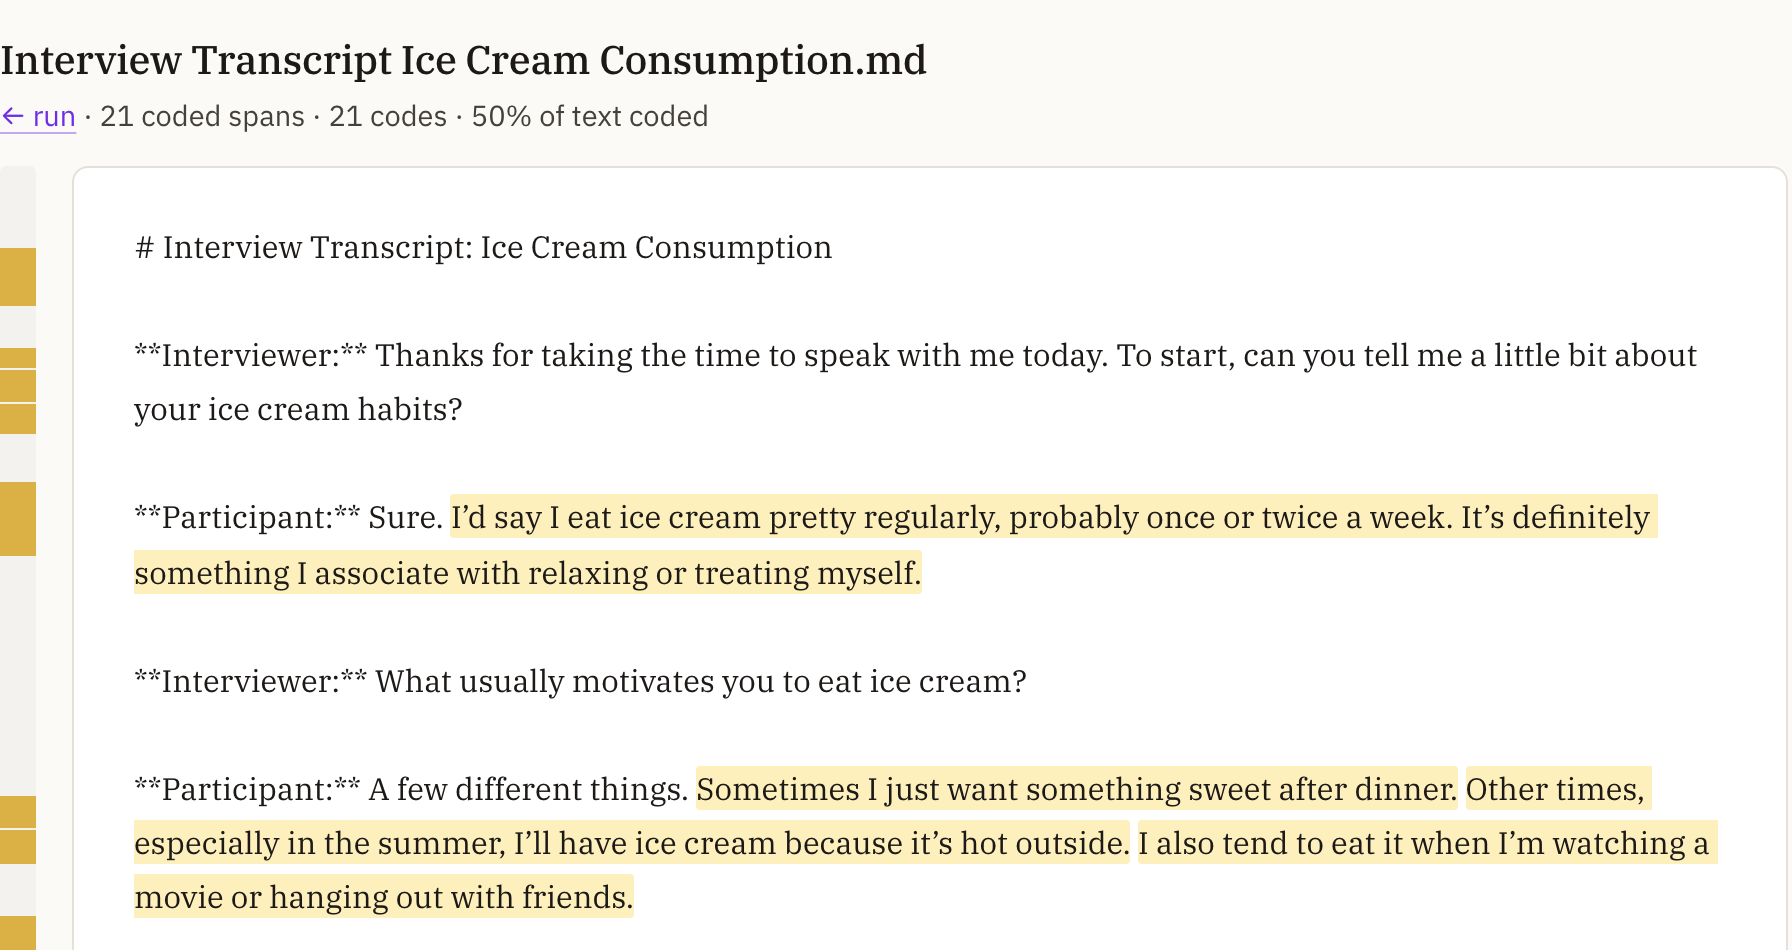 Interview Transcript Ice Cream Consumption.md
← run · 21 coded spans · 21 codes · 50% of text coded
# Interview Transcript: Ice Cream Consumption
**Interviewer:** Thanks for taking the time to speak with me today. To start, can you tell me a little bit about
your ice cream habits?
**Participant:** Sure. I’d say I eat ice cream pretty regularly, probably once or twice a week. It’s definitely
something I associate with relaxing or treating myself.
**Interviewer:** What usually motivates you to eat ice cream?
**Participant:** A few different things. Sometimes I just want something sweet after dinner. Other times,
especially in the summer, I’ll have ice cream because it’s hot outside. I also tend to eat it when I’m watching a
movie or hanging out with friends.